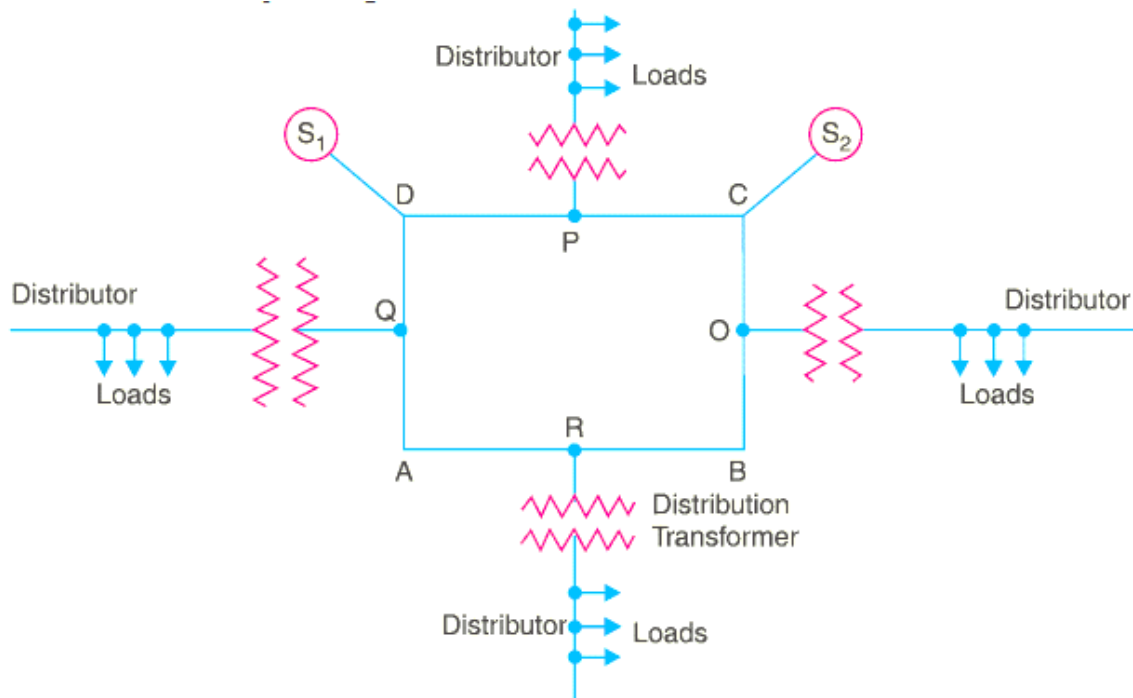 Distributor
Loads
S₁
S₂
D
C
P
Distributor
Q
O
Distributor
Loads
Loads
R
A
B
Distribution
Transformer
Distributor
Loads